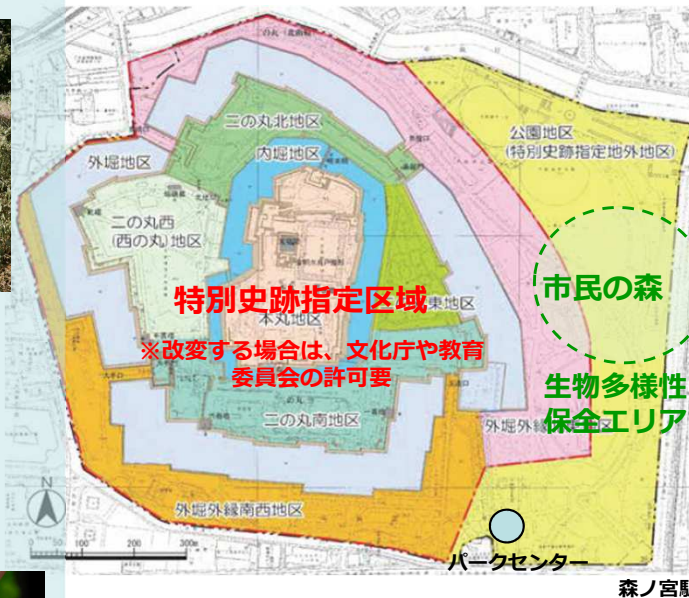 二の丸北地区
公園地区
(特別史跡指定地外地区)
内堀地区
外堀地区
二の丸西
(西の丸)地区
市民の森
特別史跡指定区域
東地区
本丸地区
※改変する場合は、文化庁や教育
委員会の許可要
生物多様性
保全エリア
二の丸南地区
外堀外縁
区
外堀外縁南西地区
N
0 100 200 300m
パークセンター
森ノ宮駅